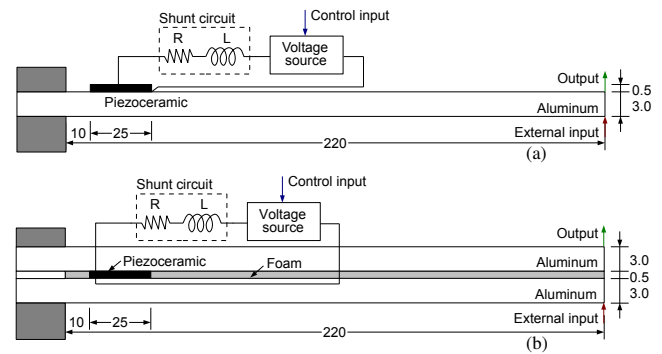 Shunt circuit
Control input
R
L
Voltage
source
Output
Piezoceramic
0.5
3.0
Aluminum
10
25
External input
220
(a)
Shunt circuit
Control input
R
L
Voltage
source
Output
Piezoceramic
Foam
Aluminum
3.0
0.5
Aluminum
3.0
10
25
External input
220
(b)